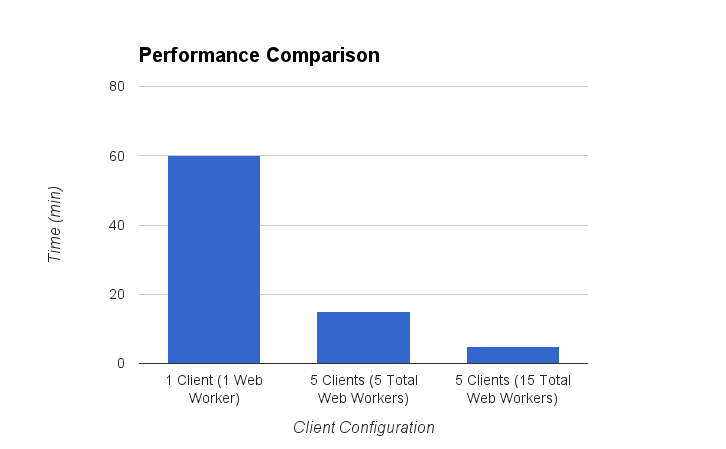 Performance Comparison
80
60
40
20
0
Time (min)
1 Client (1 Web
Worker)
5 Clients (5 Total
Web Workers)
5 Clients (15 Total
Web Workers)
Client Configuration